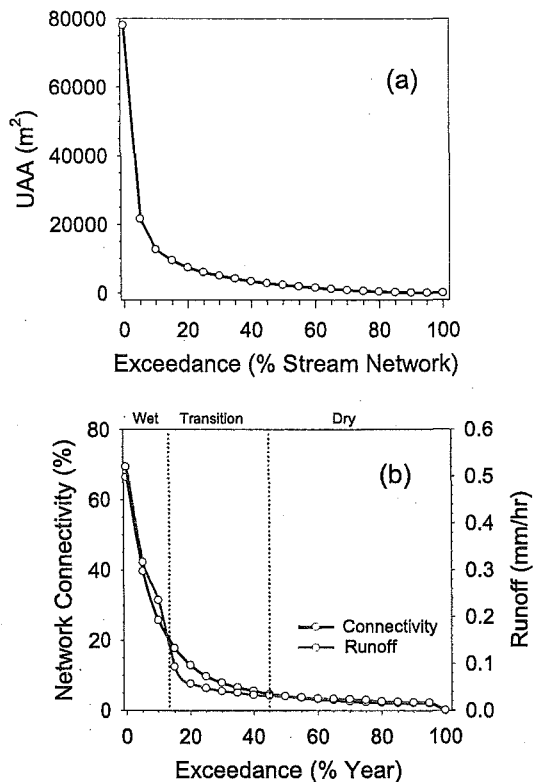 (a)
UAA (m²)
80000
60000
40000
20000
0
0 20 40 60 80 100
Exceedance (% Stream Network)
Wet Transition Dry
(b)
Network Connectivity (%)
80
60
40
20
0
Runoff (mm/hr)
0.6
0.5
0.4
0.3
0.2
0.1
0.0
Connectivity
Runoff
0 20 40 60 80 100
Exceedance (% Year)